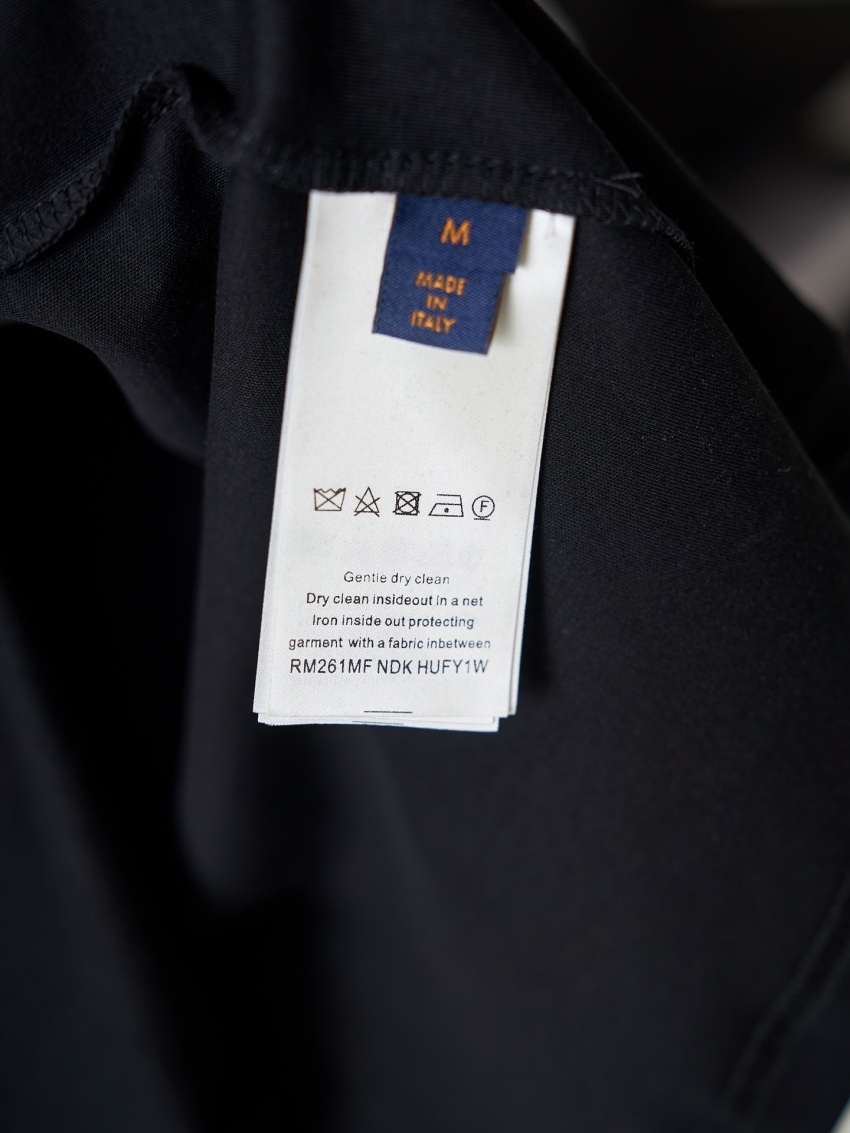 M
MADE
IN
ITALY
F
Gentle dry clean
Dry clean insideout in a net
Iron inside out protecting
garment with a fabric inbetween
RM261MF NDK HUFY1W